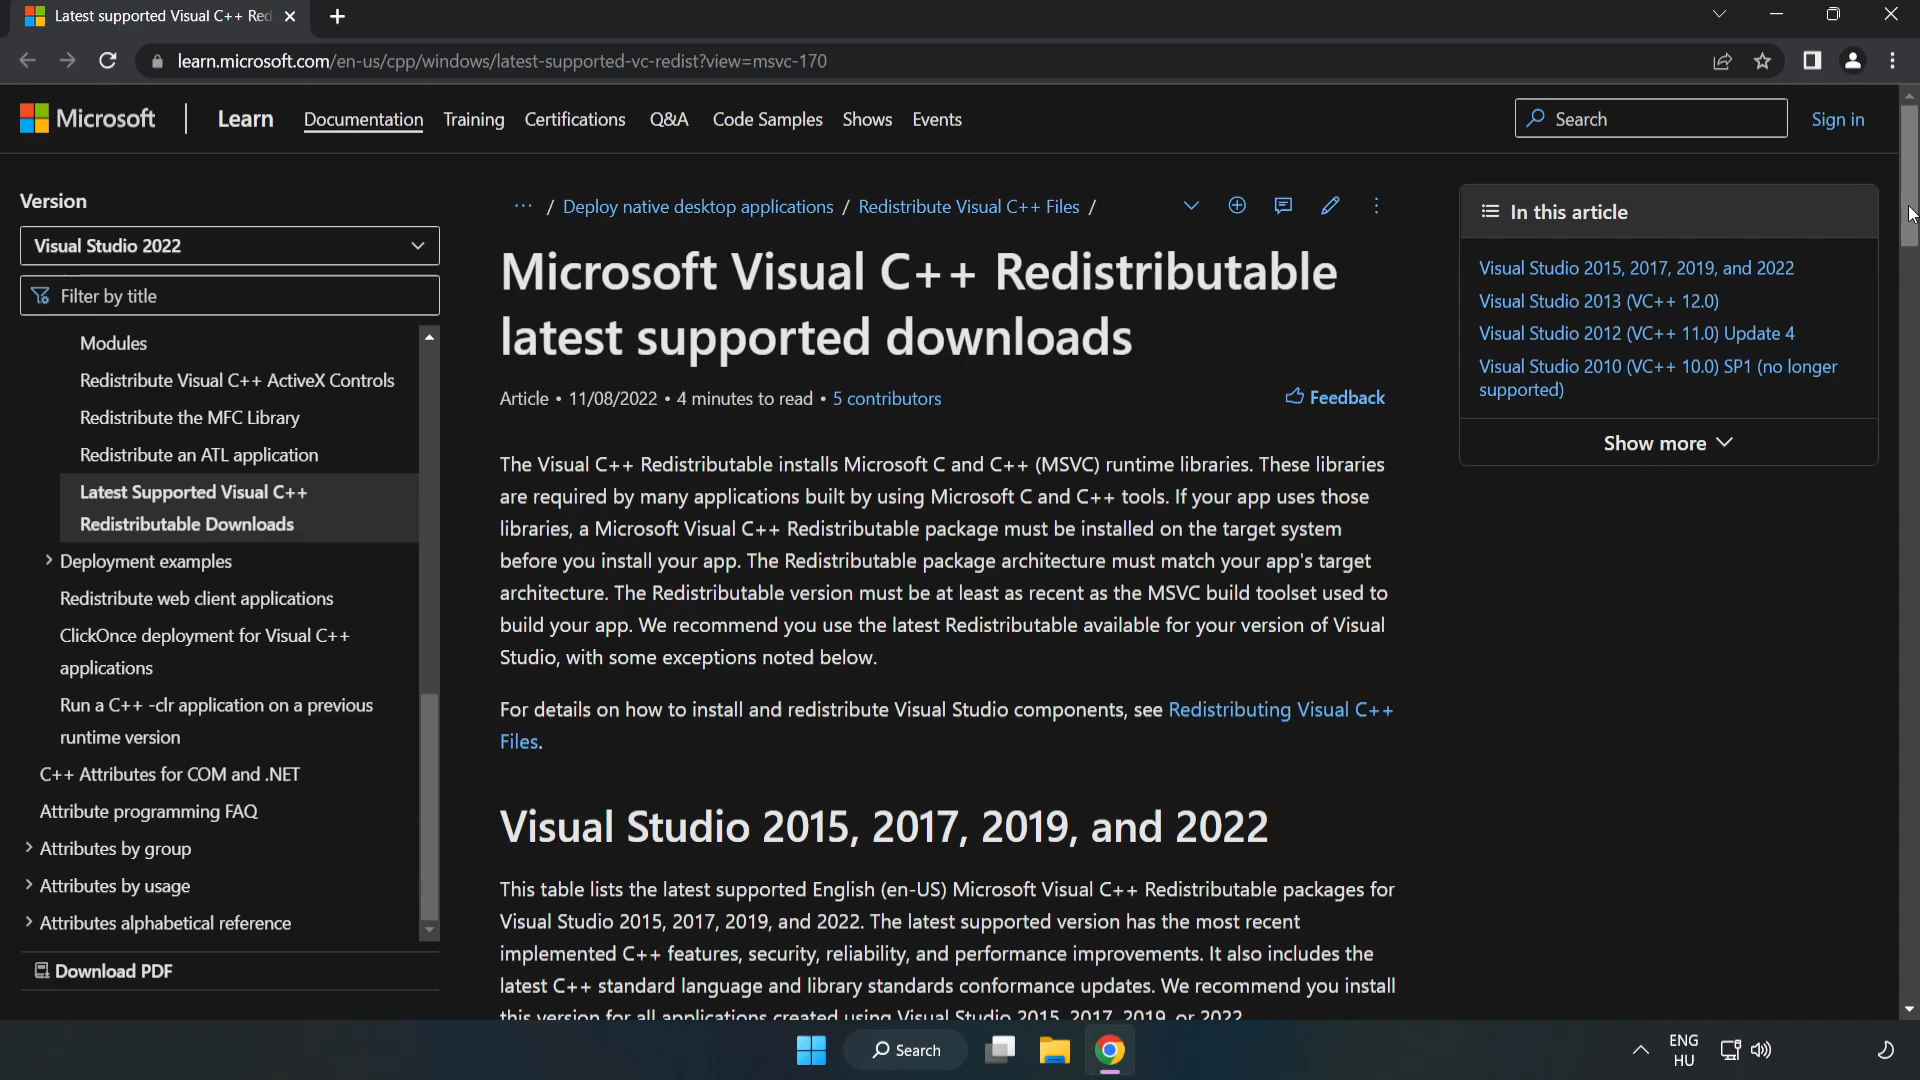 Latest supported Visual C++ Red
learn.microsoft.com/en-us/cpp/windows/latest-supported-vc-redist?view=msvc-170
Microsoft
Learn
Documentation
Training
Certifications
Q&A
Code Samples
Shows
Events
Search
Sign in
Version
Visual Studio 2022
Filter by title
Modules
Redistribute Visual C++ ActiveX Controls
Redistribute the MFC Library
Redistribute an ATL application
Latest Supported Visual C++
Redistributable Downloads
Deployment examples
Redistribute web client applications
ClickOnce deployment for Visual C++
applications
Run a C++ -clr application on a previous
runtime version
C++ Attributes for COM and .NET
Attribute programming FAQ
Attributes by group
Attributes by usage
Attributes alphabetical reference
Download PDF
··· / Deploy native desktop applications / Redistribute Visual C++ Files /
Microsoft Visual C++ Redistributable
latest supported downloads
Article • 11/08/2022 • 4 minutes to read • 5 contributors
Feedback
The Visual C++ Redistributable installs Microsoft C and C++ (MSVC) runtime libraries. These libraries
are required by many applications built by using Microsoft C and C++ tools. If your app uses those
libraries, a Microsoft Visual C++ Redistributable package must be installed on the target system
before you install your app. The Redistributable package architecture must match your app's target
architecture. The Redistributable version must be at least as recent as the MSVC build toolset used to
build your app. We recommend you use the latest Redistributable available for your version of Visual
Studio, with some exceptions noted below.
For details on how to install and redistribute Visual Studio components, see Redistributing Visual C++
Files.
Visual Studio 2015, 2017, 2019, and 2022
This table lists the latest supported English (en-US) Microsoft Visual C++ Redistributable packages for
Visual Studio 2015, 2017, 2019, and 2022. The latest supported version has the most recent
implemented C++ features, security, reliability, and performance improvements. It also includes the
latest C++ standard language and library standards conformance updates. We recommend you install
this version for all applications created using Visual Studio 2015, 2017, 2019, or 2022.
In this article
Visual Studio 2015, 2017, 2019, and 2022
Visual Studio 2013 (VC++ 12.0)
Visual Studio 2012 (VC++ 11.0) Update 4
Visual Studio 2010 (VC++ 10.0) SP1 (no longer
supported)
Show more
Search
ENG
HU